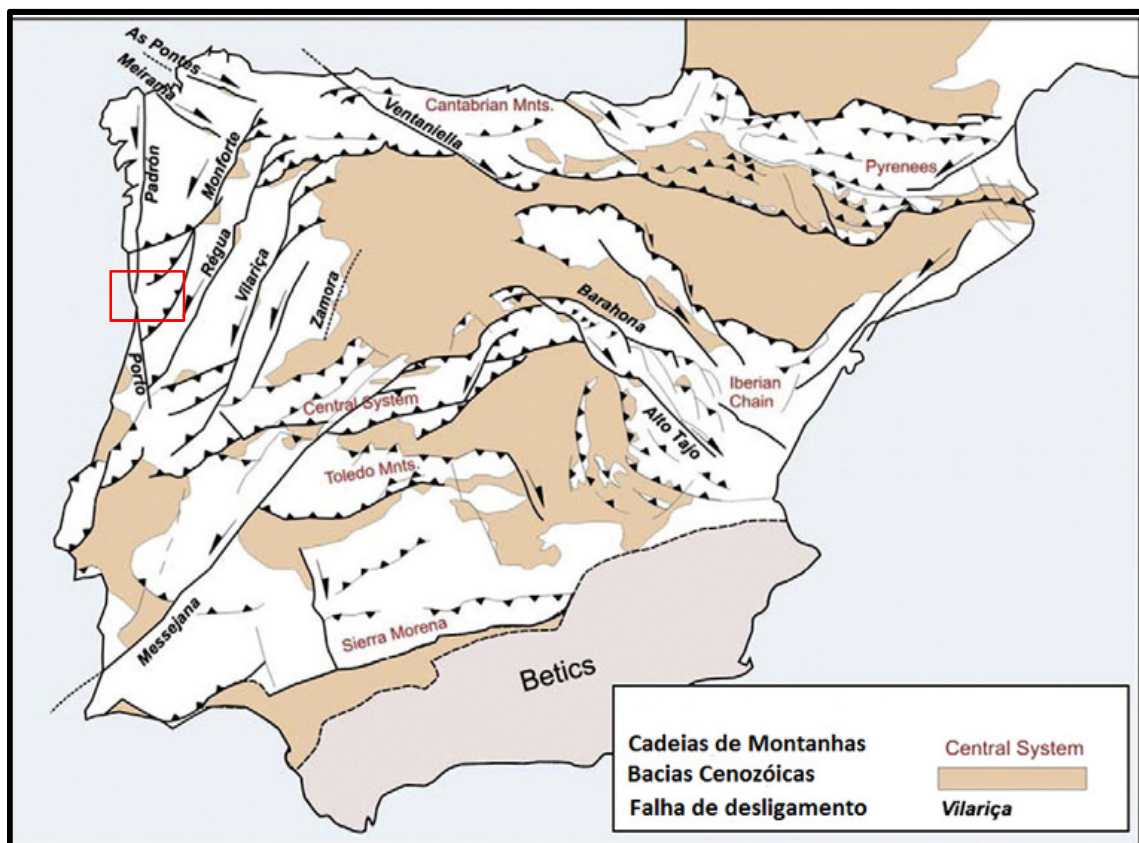 As Pontes
Meirama
Cantabrian Mnts.
Ventaniella
Padrón
Monforte
Pyrenees
Régua
Vilariça
Zamora
Barahona
Porto
Iberian
Chain
Central System
Alto Tajo
Toledo Mnts.
Messejana
Sierra Morena
Betics
Cadeias de Montanhas Central System
Bacias Cenozóicas
Falha de desligamento Vilariça